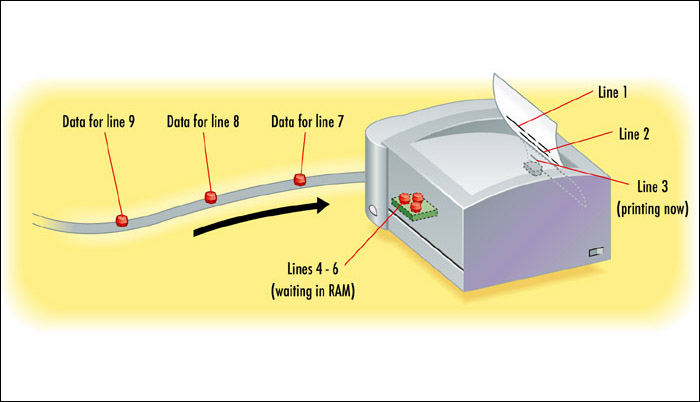 Data for line 9
Data for line 8
Data for line 7
Line 1
Line 2
Line 3
(printing now)
Lines 4 - 6
(waiting in RAM)